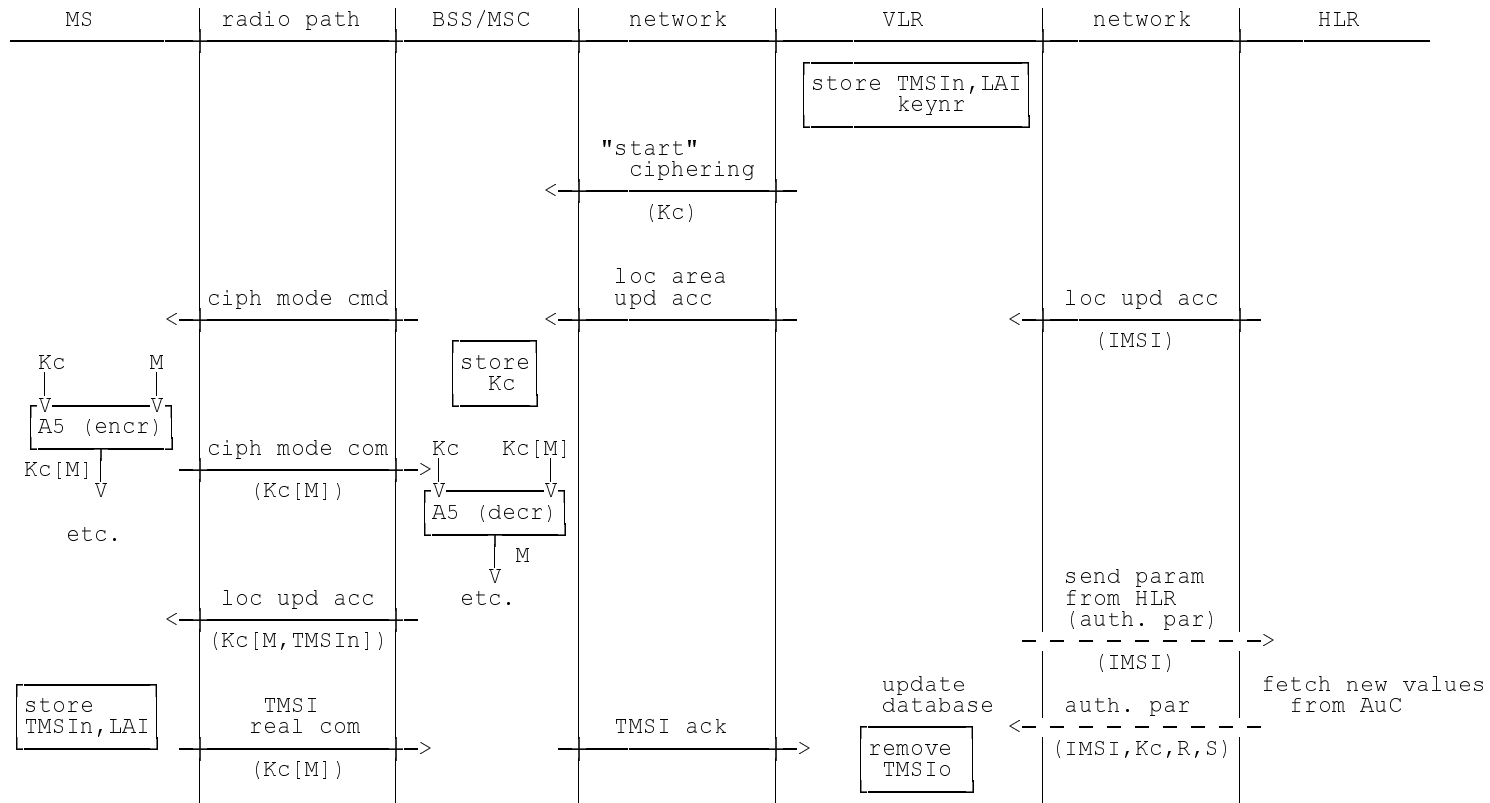 MS radio path BSS/MSC network VLR network HLR
store TMSIn,LAI
keynr
"start"
ciphering
<
(Kc)
loc area
ciph mode cmd upd acc loc upd acc
< < <
(IMSI)
Kc M store
Kc
V V
A5 (encr)
ciph mode com Kc Kc[M]
Kc[M] >
V (Kc[M]) V V
A5 (decr)
etc.
M
V send param
loc upd acc etc. from HLR
< (auth. par)
(Kc[M,TMSIn]) >
(IMSI)
update fetch new values
store TMSI database auth. par from AuC
TMSIn,LAI real com TMSI ack <
> > remove (IMSI,Kc,R,S)
(Kc[M]) TMSIo